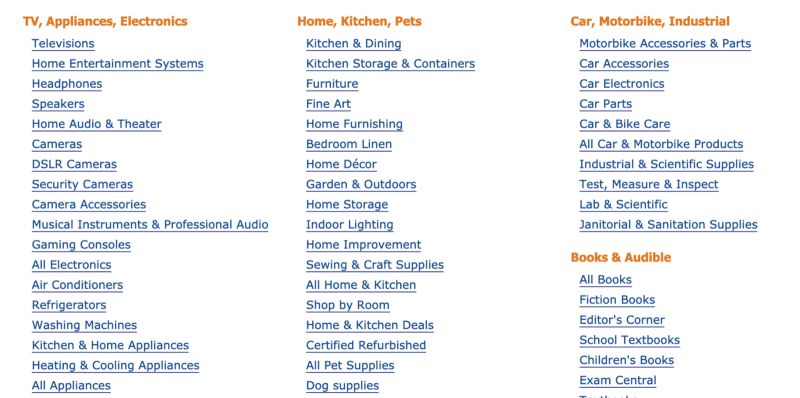 TV, Appliances, Electronics
Televisions
Home Entertainment Systems
Headphones
Speakers
Home Audio & Theater
Cameras
DSLR Cameras
Security Cameras
Camera Accessories
Musical Instruments & Professional Audio
Gaming Consoles
All Electronics
Air Conditioners
Refrigerators
Washing Machines
Kitchen & Home Appliances
Heating & Cooling Appliances
All Appliances
Home, Kitchen, Pets
Kitchen & Dining
Kitchen Storage & Containers
Furniture
Fine Art
Home Furnishing
Bedroom Linen
Home Décor
Garden & Outdoors
Home Storage
Indoor Lighting
Home Improvement
Sewing & Craft Supplies
All Home & Kitchen
Shop by Room
Home & Kitchen Deals
Certified Refurbished
All Pet Supplies
Dog supplies
Car, Motorbike, Industrial
Motorbike Accessories & Parts
Car Accessories
Car Electronics
Car Parts
Car & Bike Care
All Car & Motorbike Products
Industrial & Scientific Supplies
Test, Measure & Inspect
Lab & Scientific
Janitorial & Sanitation Supplies
Books & Audible
All Books
Fiction Books
Editor's Corner
School Textbooks
Children's Books
Exam Central